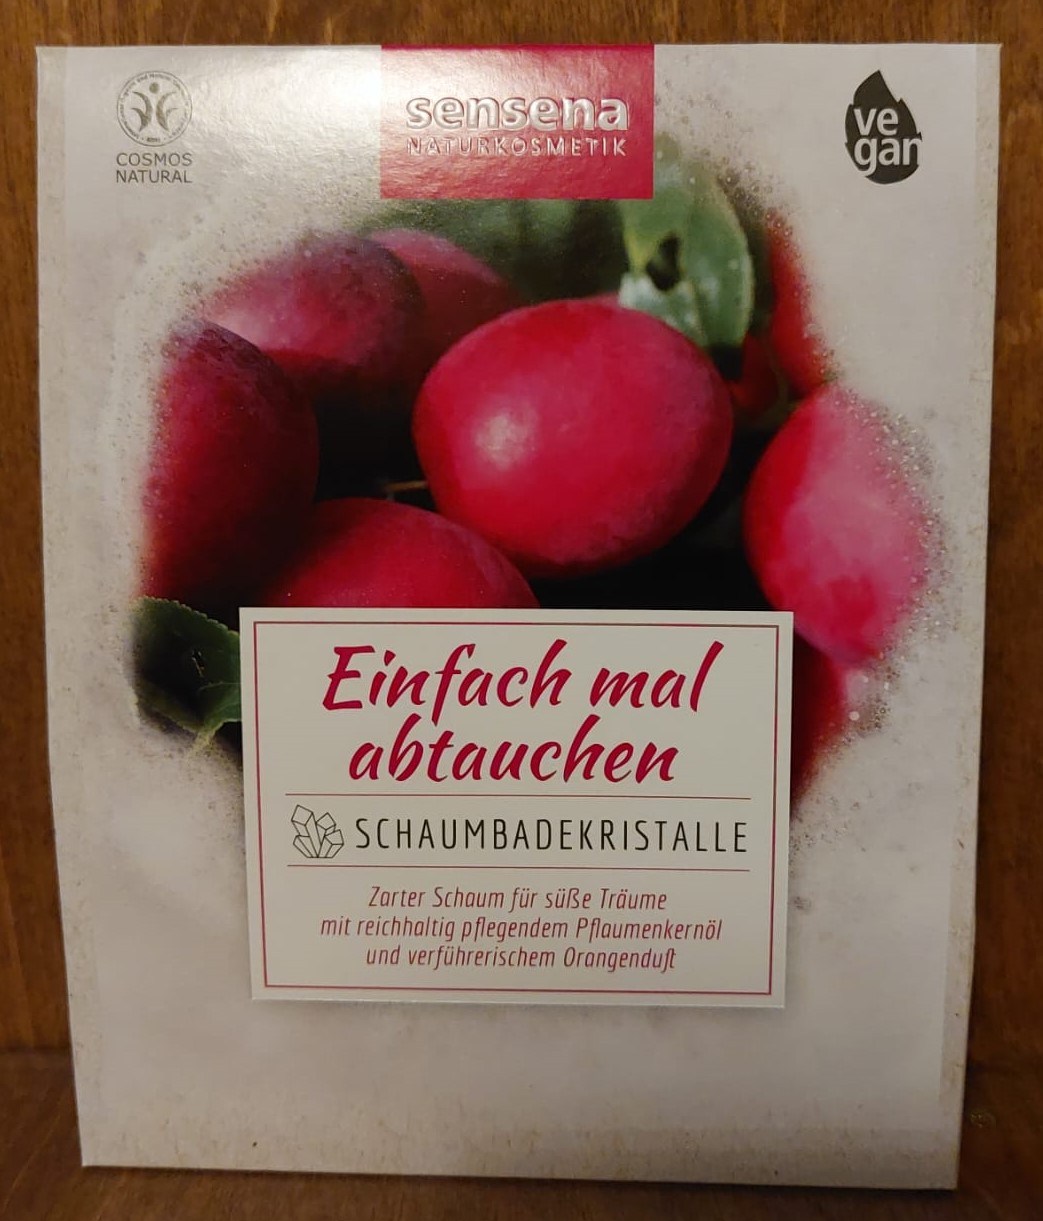 sensena
NATURKOSMETIK
COSMOS
NATURAL
ve
gan
Einfach mal
abtauchen
SCHAUMBADEKRISTALLE
Zarter Schaum für süße Träume
mit reichhaltig pflegendem Pflaumenkernöl
und verführerischem Orangenduft